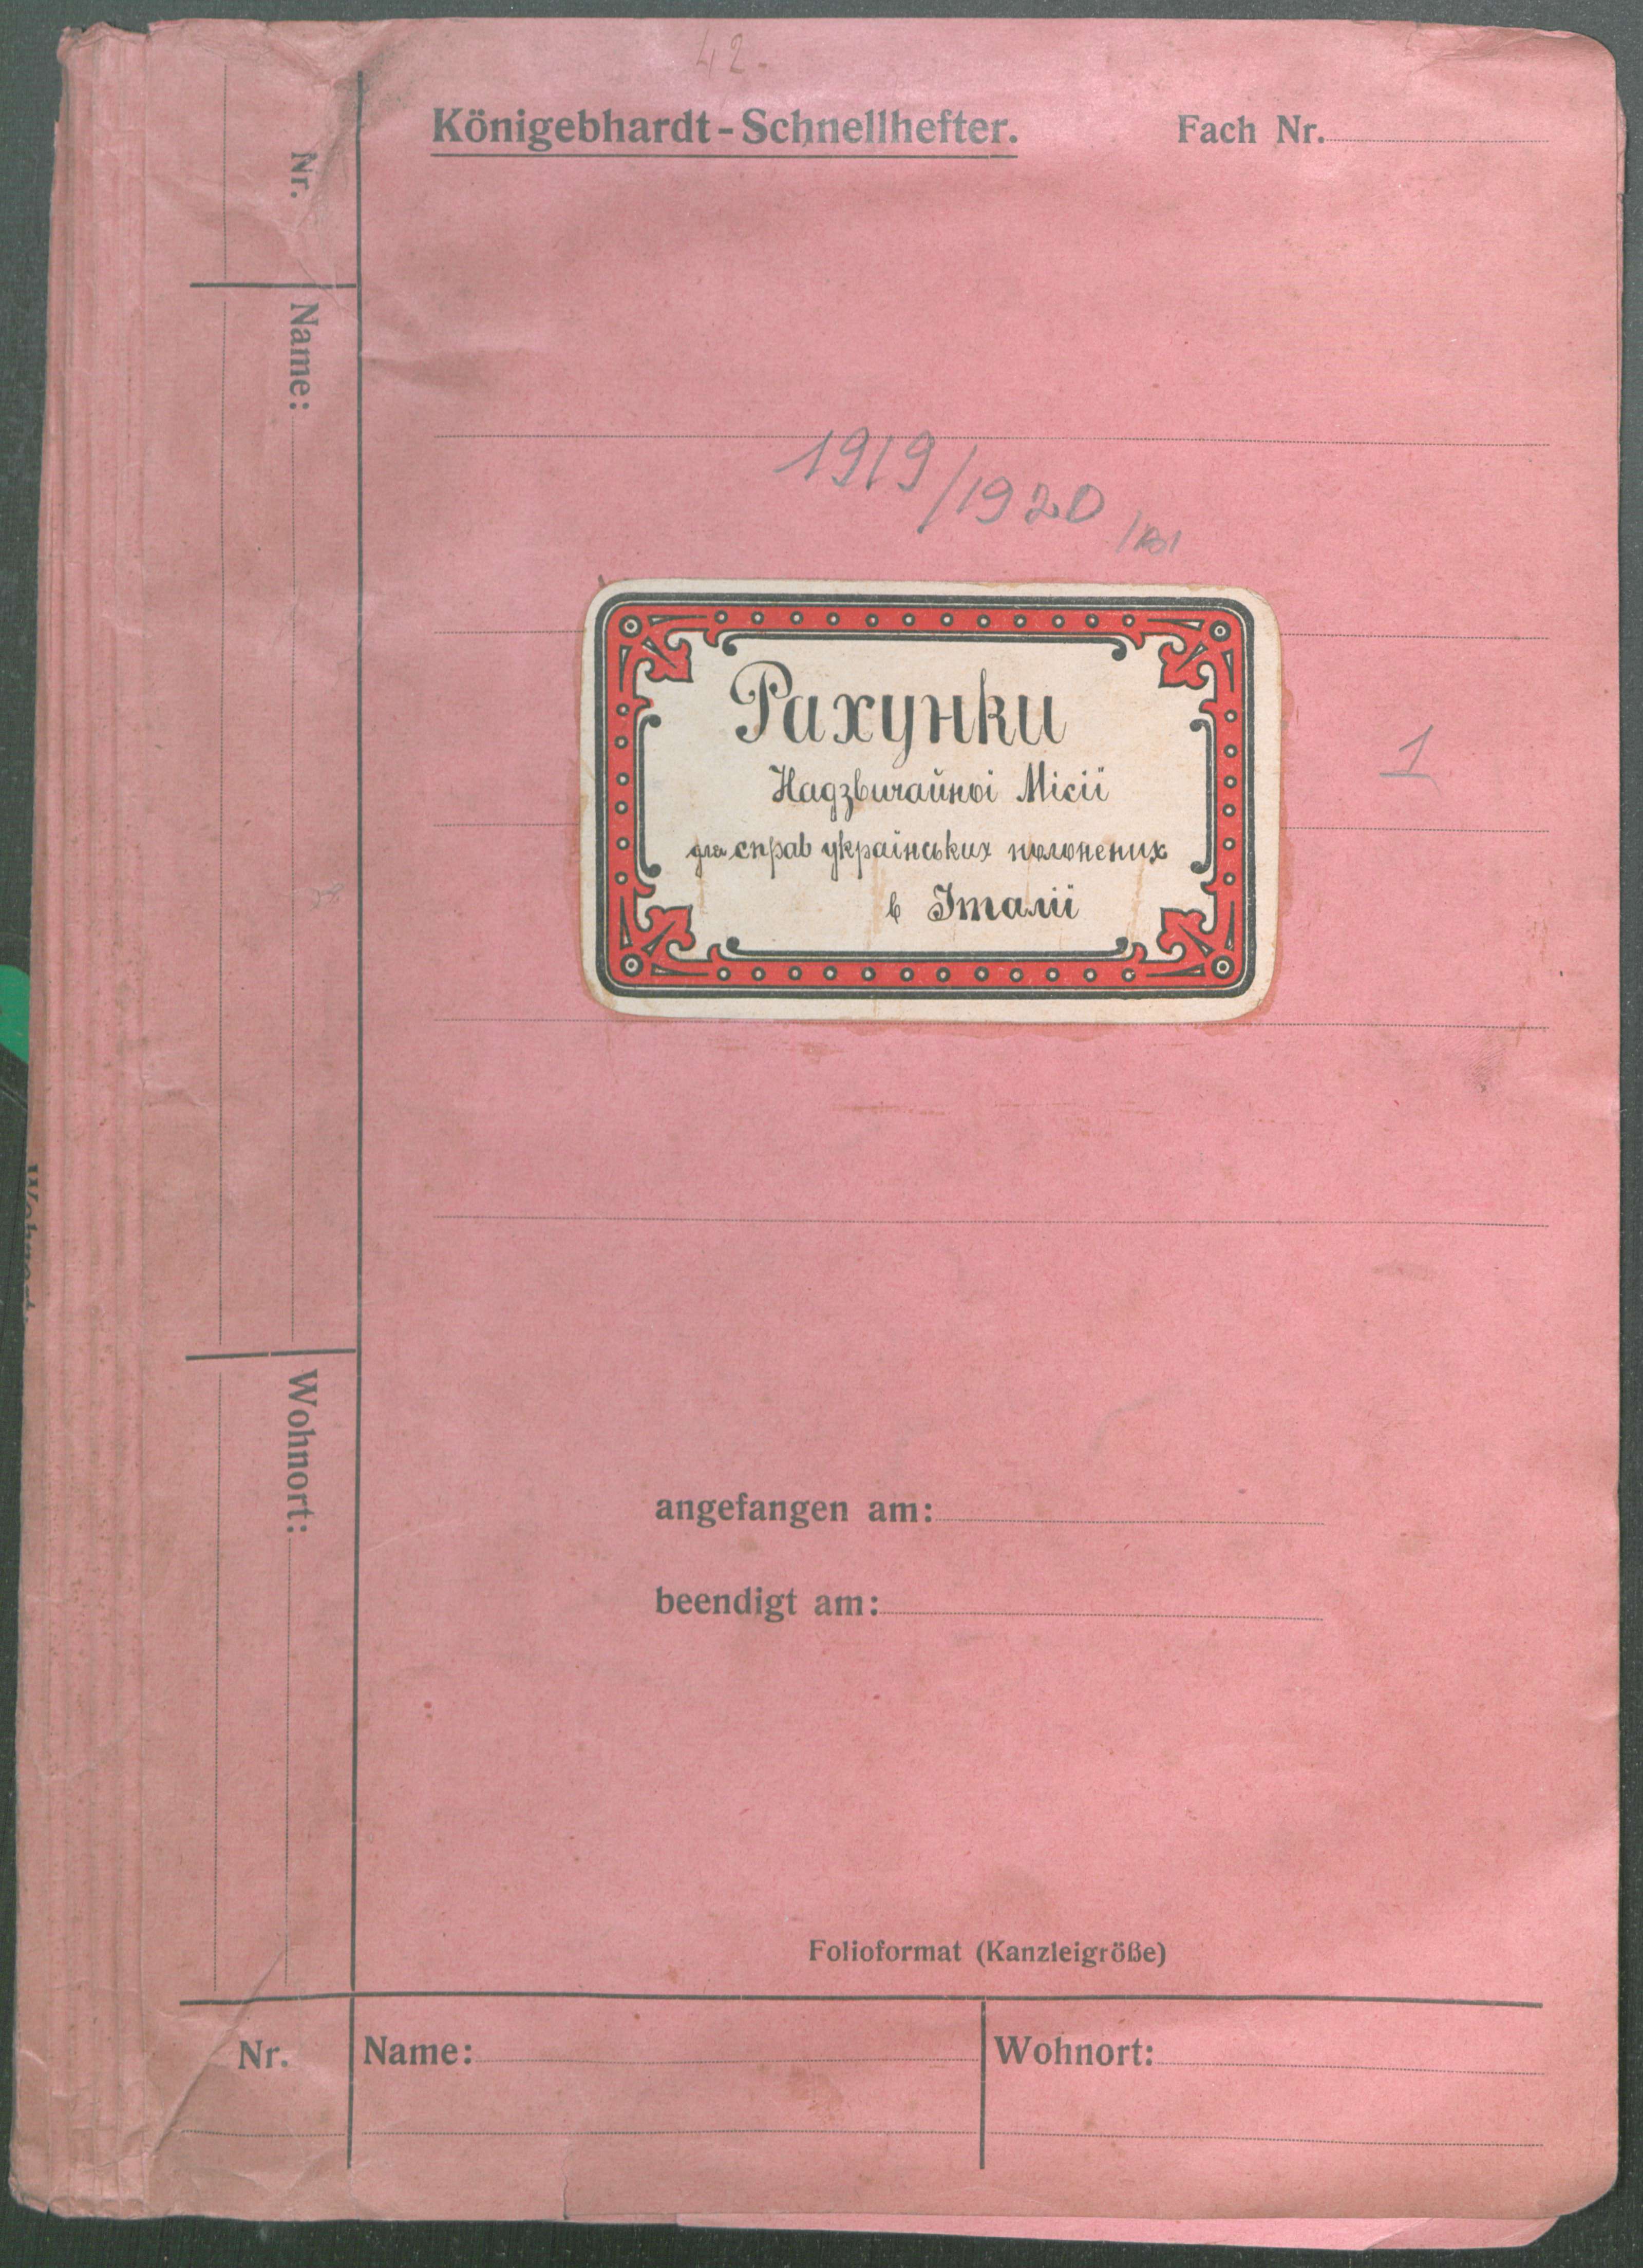 42.
Königebhardt-Schnellhefter. Fach Nr.
Nr.
Name:
Wohnort:
1919/1920
Рахунки
Надзвичайної Місії
для справ українських полонених
в Італії
1
angefangen am:
beendigt am:
Folioformat (Kanzleigröße)
Nr. Name: Wohnort: